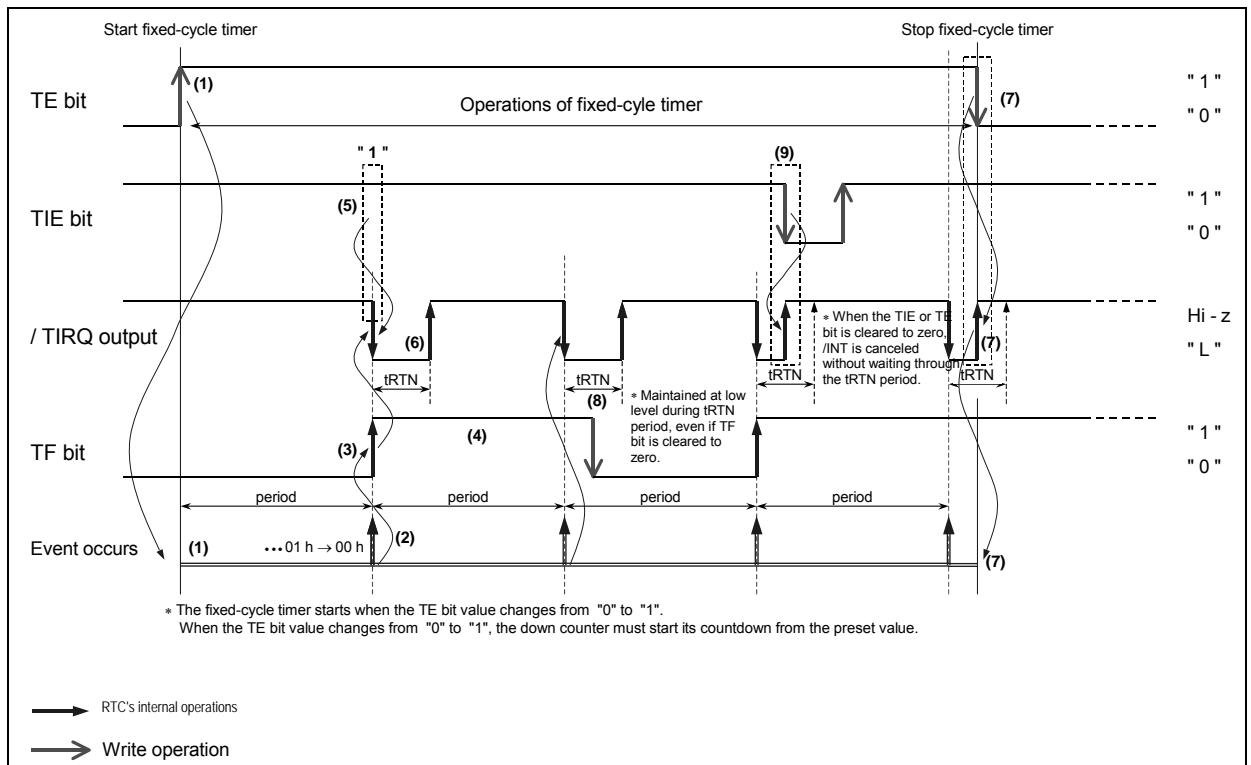 Start fixed-cycle timer
Stop fixed-cycle timer
TE bit
(1)
Operations of fixed-cyle timer
(7)
" 1 "
" 0 "
" 1 "
(9)
TIE bit
(5)
" 1 "
" 0 "
/ TIRQ output
(6)
∗ When the TIE or TE
bit is cleared to zero,
/INT is canceled
without waiting through
the tRTN period.
(7)
Hi - z
" L "
tRTN
tRTN
tRTN
tRTN
(8)
∗ Maintained at low
level during tRTN
period, even if TF
bit is cleared to
zero.
TF bit
(3)
(4)
" 1 "
" 0 "
period
period
period
period
Event occurs
(1)
•••01 h → 00 h
(2)
(7)
∗ The fixed-cycle timer starts when the TE bit value changes from "0" to "1".
When the TE bit value changes from "0" to "1", the down counter must start its countdown from the preset value.
RTC's internal operations
Write operation